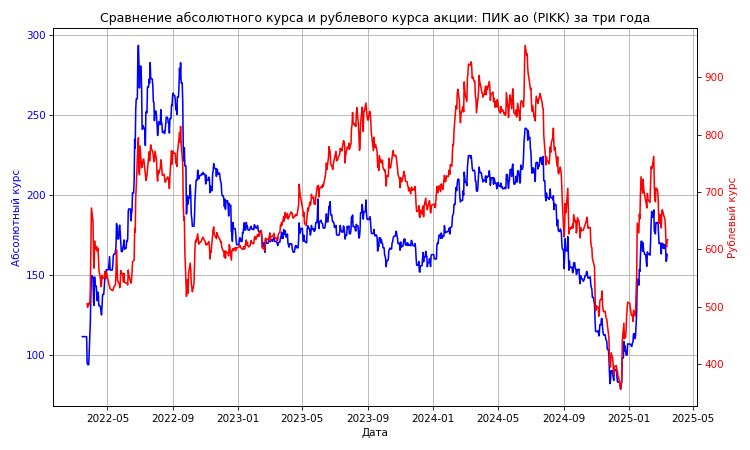 Сравнение абсолютного курса и рублевого курса акции: ПИК ао (PIKK) за три года
300
250
200
150
100
Абсолютный курс
900
800
700
600
500
400
Рублевый курс
2022-05 2022-09 2023-01 2023-05 2023-09 2024-01 2024-05 2024-09 2025-01 2025-05
Дата